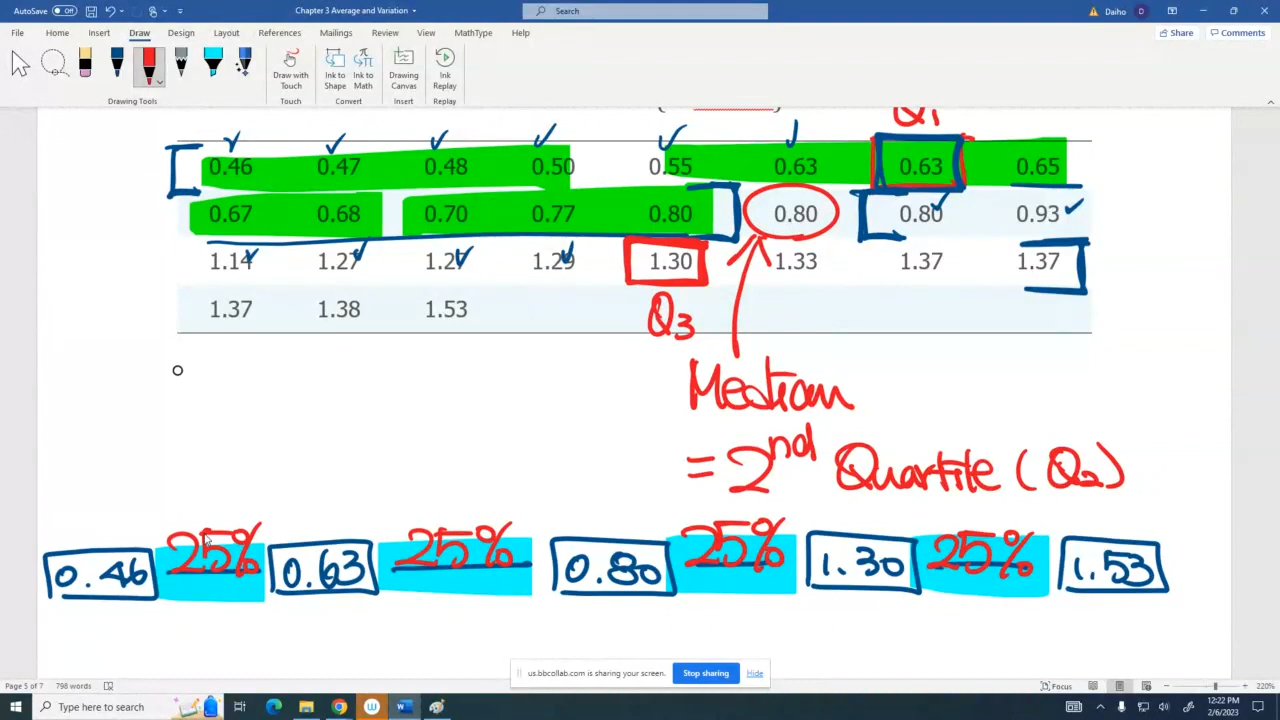 AutoSave Off Chapter 3 Average and Variation Search Daiho D
File Home Insert Draw Design Layout References Mailings Review View MathType Help Share Comments
Draw with Touch Ink to Shape Ink to Math Drawing Canvas Ink Replay
Drawing Tools Touch Convert Insert Replay
Q1
0.46 0.47 0.48 0.50 0.55 0.63 0.63 0.65
0.67 0.68 0.70 0.77 0.80 0.80 0.80 0.93
1.14 1.27 1.27 1.29 1.30 1.33 1.37 1.37
1.37 1.38 1.53
Q3
Median
= 2nd Quartile (Q2)
25% 25% 25% 25%
0.46 0.63 0.80 1.30 1.53
us.bbcollab.com is sharing your screen. Stop sharing Hide
Page 5 of 7 798 words Focus 220%
Type here to search 12:22 PM
2/6/2023